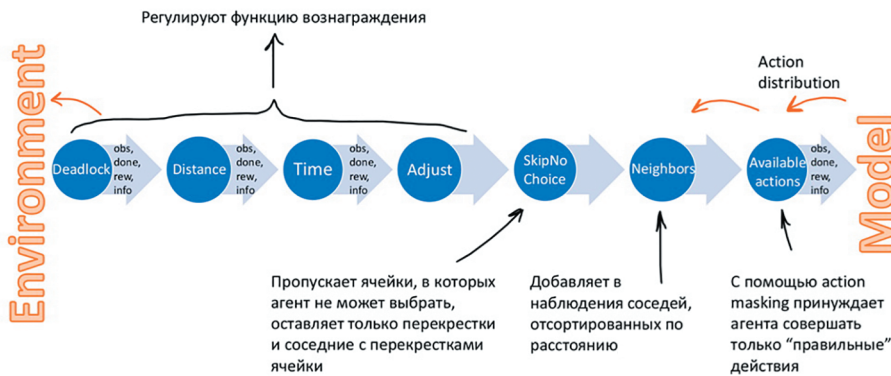 Регулируют функцию вознаграждения
Environment
Action
distribution
Deadlock
obs,
done,
rew,
info
Distance
obs,
done,
rew,
info
Time
obs,
done,
rew,
info
Adjust
SkipNo
Choice
Neighbors
Available
actions
obs,
done,
rew,
info
Model
Пропускает ячейки, в которых
агент не может выбрать,
оставляет только перекрестки
и соседние с перекрестками
ячейки
Добавляет в
наблюдения соседей,
отсортированных по
расстоянию
С помощью action
masking принуждает
агента совершать
только “правильные”
действия